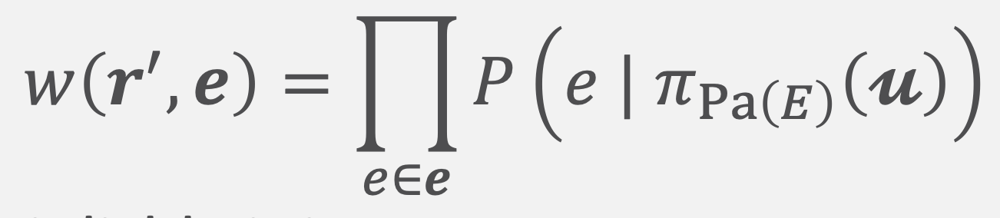 w(r′, e) = ∏_{e∈e} P(e | π_{Pa(E)}(u))